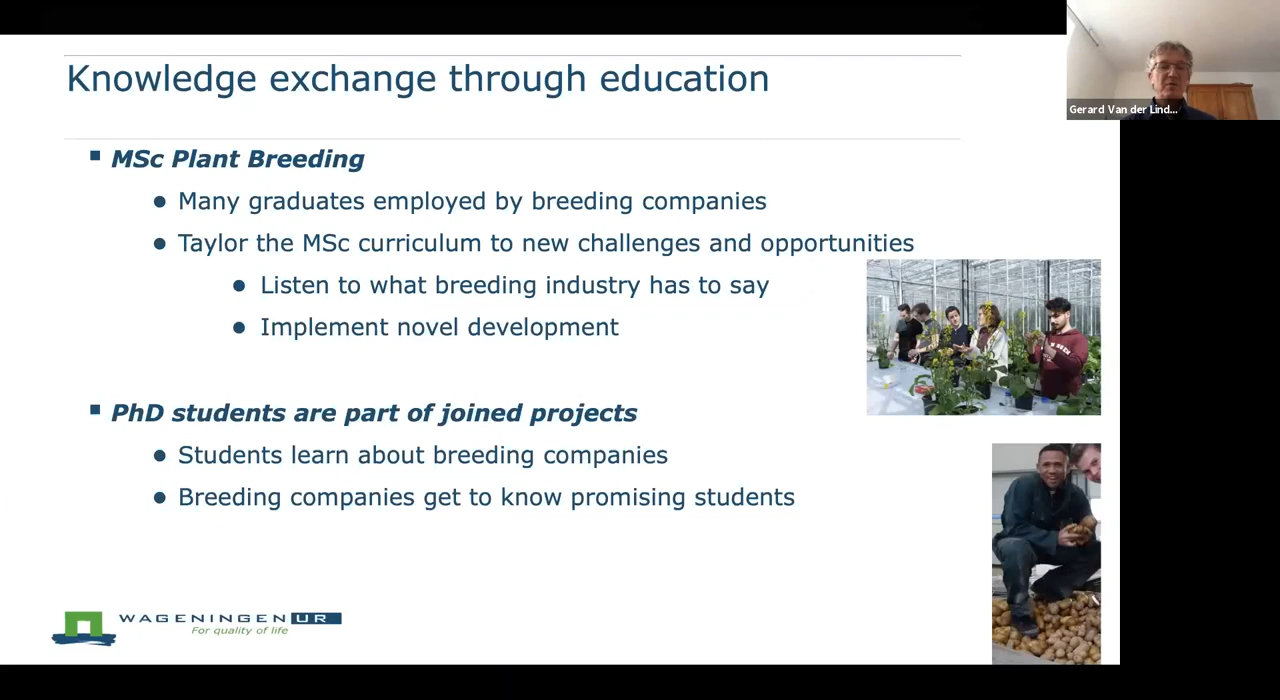 Knowledge exchange through education
Gerard Van der Lind...
MSc Plant Breeding
Many graduates employed by breeding companies
Taylor the MSc curriculum to new challenges and opportunities
Listen to what breeding industry has to say
Implement novel development
PhD students are part of joined projects
Students learn about breeding companies
Breeding companies get to know promising students
WAGENINGEN UR
For quality of life